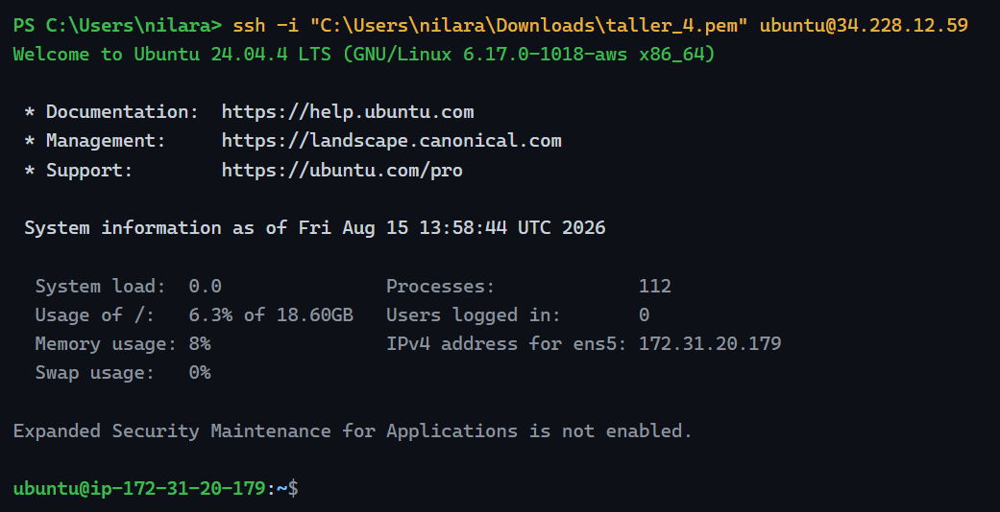 PS C:\Users\nilara> ssh -i "C:\Users\nilara\Downloads\taller_4.pem" ubuntu@34.228.12.59
Welcome to Ubuntu 24.04.4 LTS (GNU/Linux 6.17.0-1018-aws x86_64)
* Documentation:  https://help.ubuntu.com
* Management:     https://landscape.canonical.com
* Support:        https://ubuntu.com/pro
System information as of Fri Aug 15 13:58:44 UTC 2026
System load:  0.0               Processes:             112
Usage of /:   6.3% of 18.60GB   Users logged in:       0
Memory usage: 8%                IPv4 address for ens5: 172.31.20.179
Swap usage:   0%
Expanded Security Maintenance for Applications is not enabled.
ubuntu@ip-172-31-20-179:~$